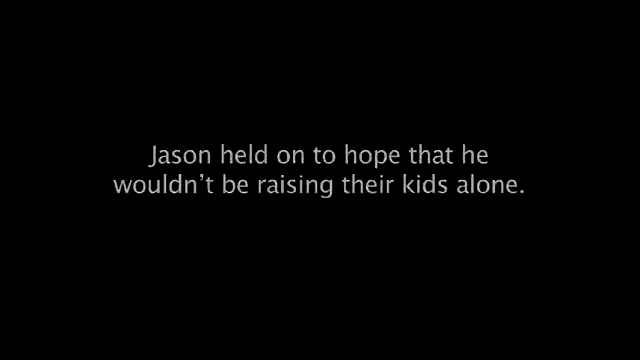 Jason held on to hope that he
wouldn’t be raising their kids alone.